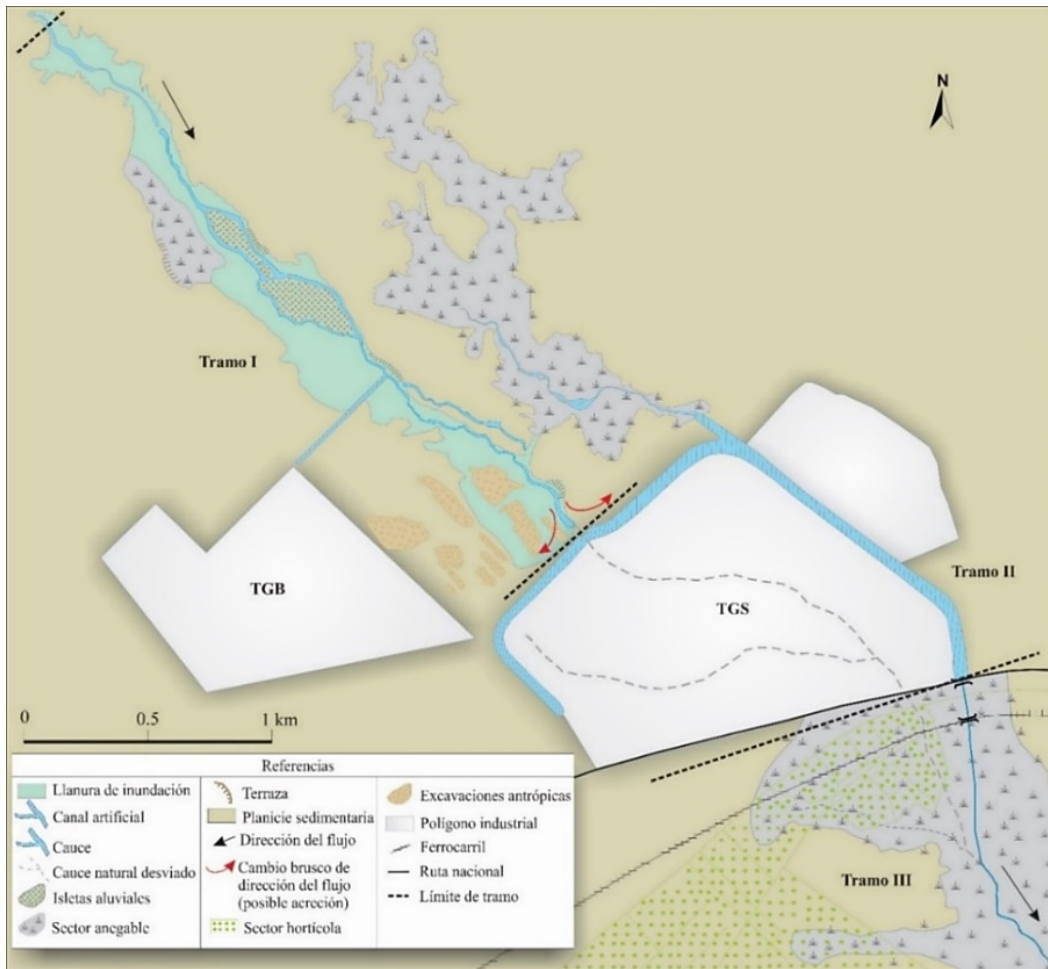 N
Tramo I
TGB
TGS
Tramo II
0 0.5 1 km
Tramo III
Referencias
Llanura de inundación
Canal artificial
Cauce
Cauce natural desviado
Isletas aluviales
Sector anegable
Terraza
Planicie sedimentaria
Dirección del flujo
Cambio brusco de
dirección del flujo
(posible acreción)
Sector hortícola
Excavaciones antrópicas
Polígono industrial
Ferrocarril
Ruta nacional
Límite de tramo